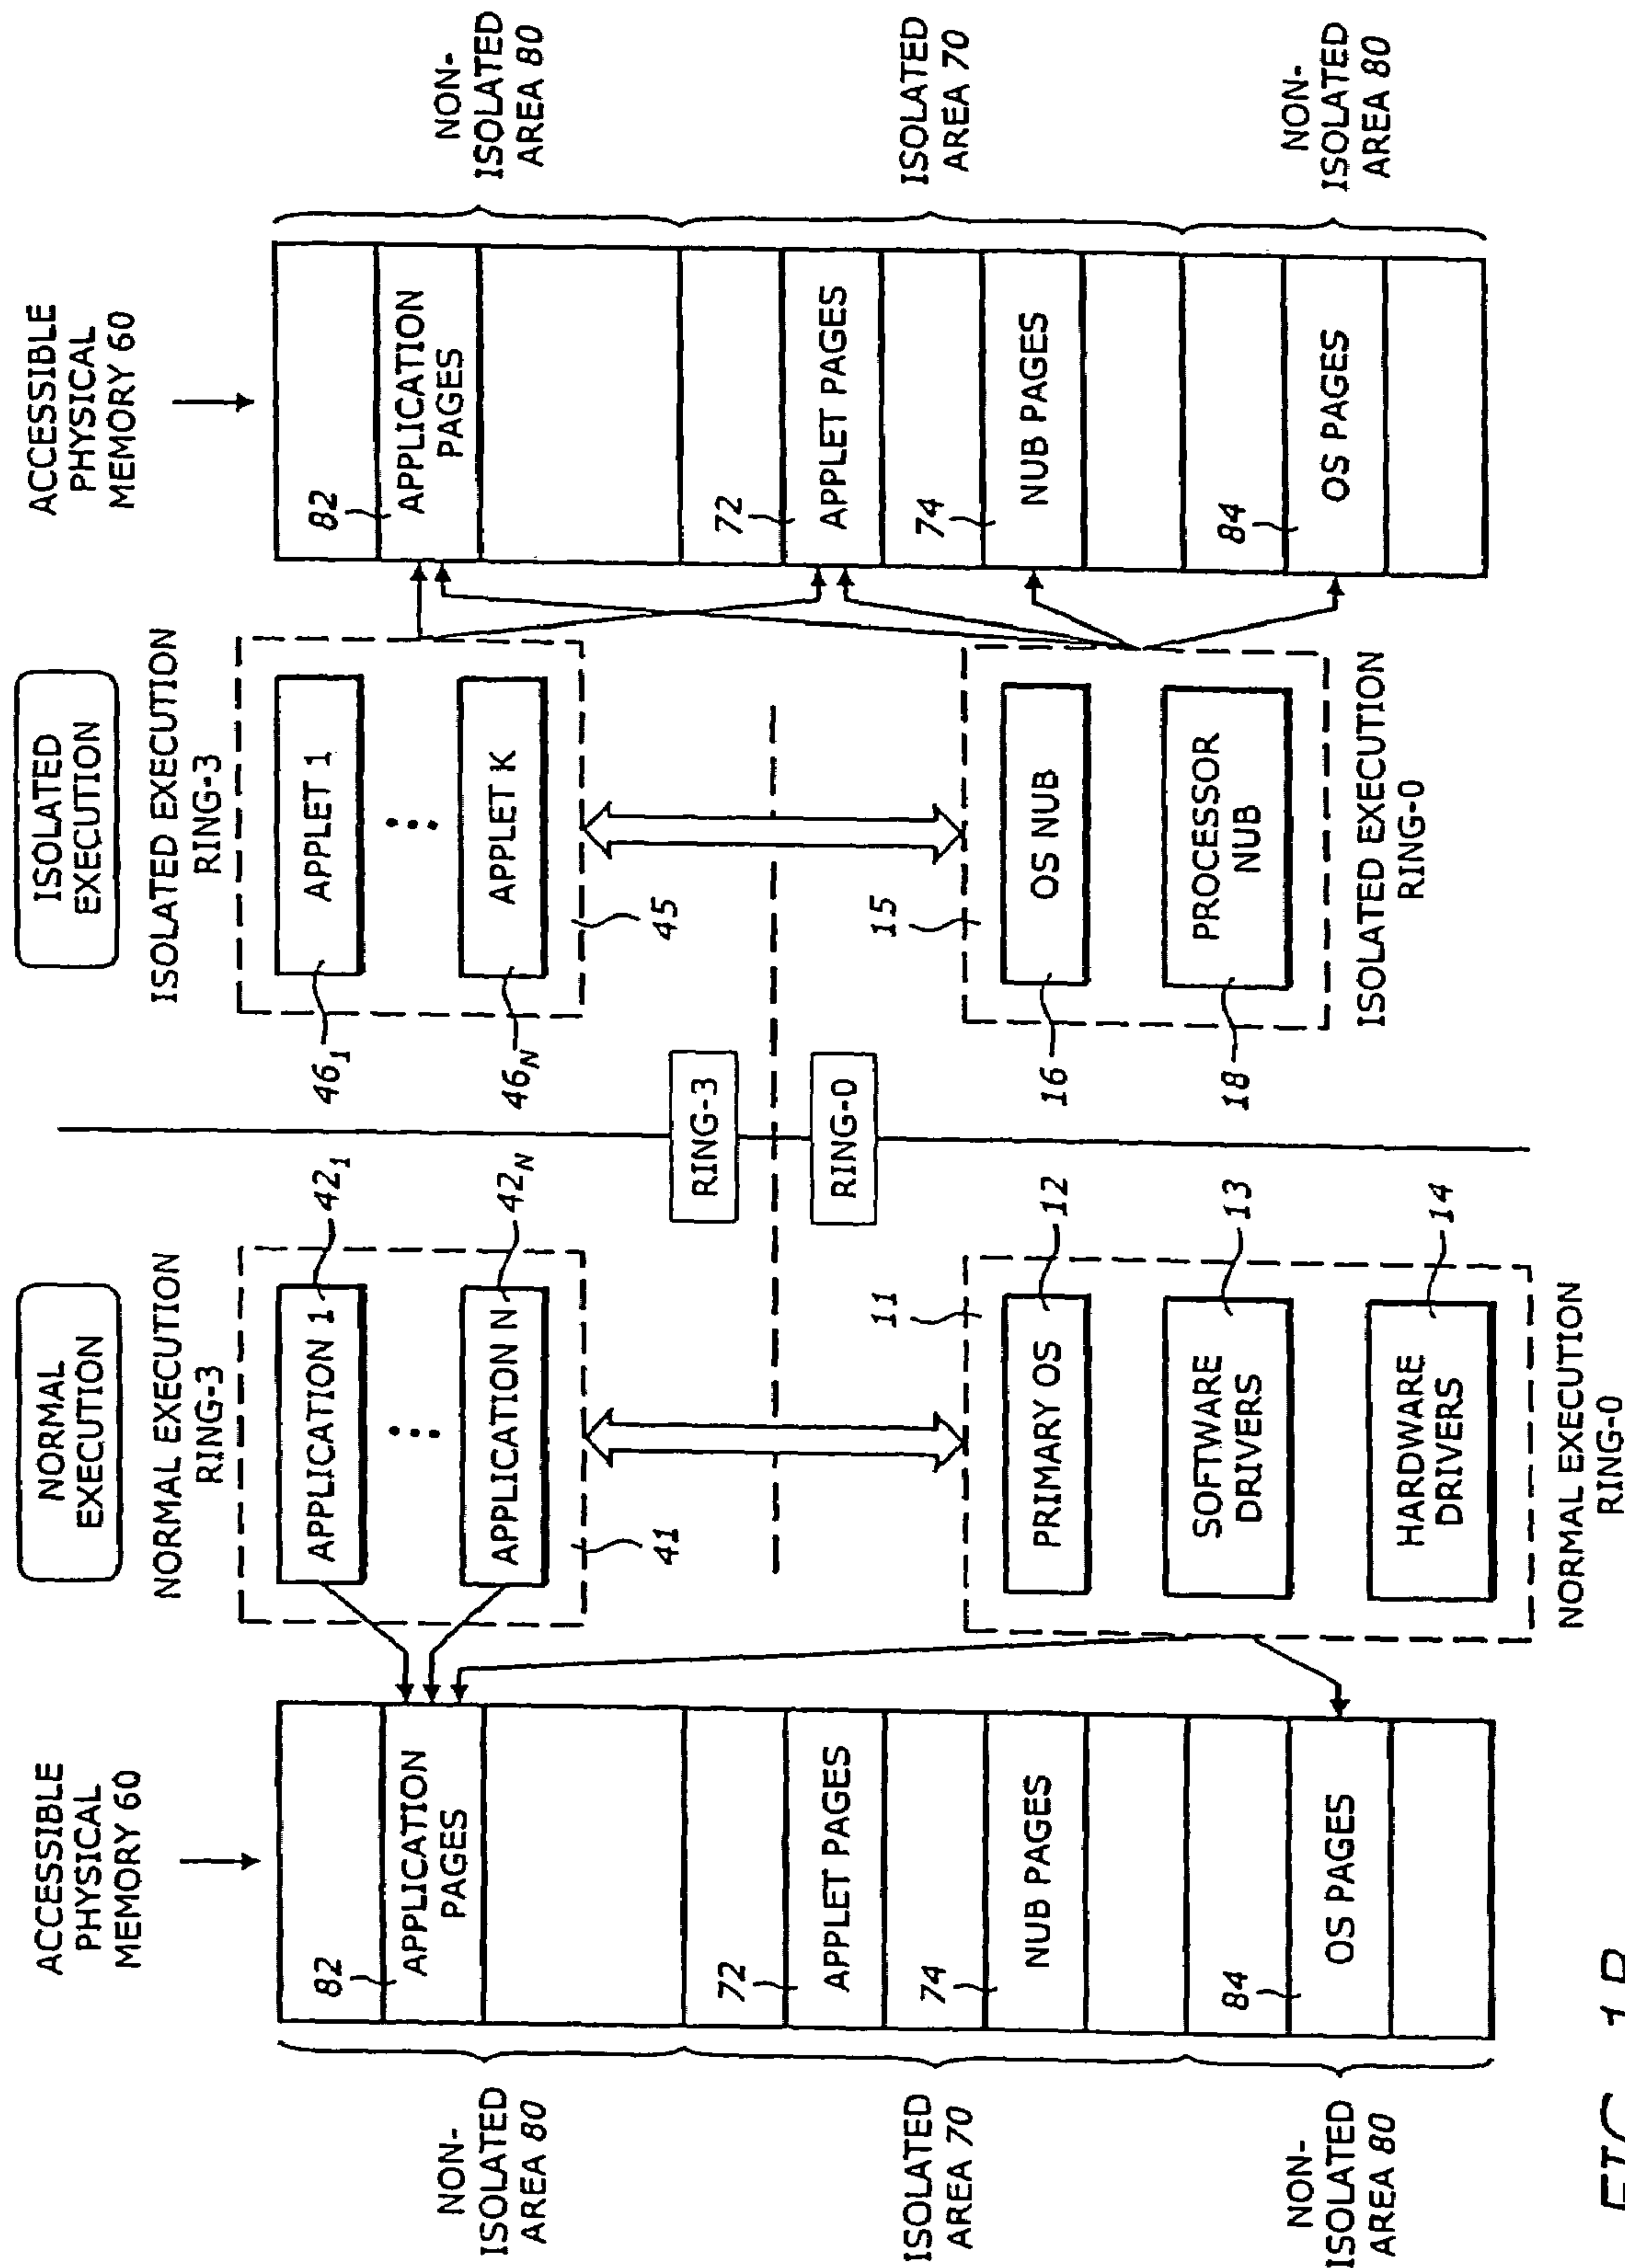 ACCESSIBLE
PHYSICAL
MEMORY 60
NON-
ISOLATED
AREA 80
ISOLATED
AREA 70
NON-
ISOLATED
AREA 80
82
APPLICATION
PAGES
72
APPLET PAGES
74
NUB PAGES
84
OS PAGES
NORMAL
EXECUTION
NORMAL EXECUTION
RING-3
APPLICATION 1
42₁
APPLICATION N
42N
41
11
PRIMARY OS
12
SOFTWARE
DRIVERS
13
HARDWARE
DRIVERS
14
NORMAL EXECUTION
RING-0
RING-3
RING-0
ISOLATED
EXECUTION
ISOLATED EXECUTION
RING-3
46₁
APPLET 1
46N
APPLET K
45
15
16
OS NUB
18
PROCESSOR
NUB
ISOLATED EXECUTION
RING-0
ACCESSIBLE
PHYSICAL
MEMORY 60
82
APPLICATION
PAGES
72
APPLET PAGES
74
NUB PAGES
84
OS PAGES
NON-
ISOLATED
AREA 80
ISOLATED
AREA 70
NON-
ISOLATED
AREA 80